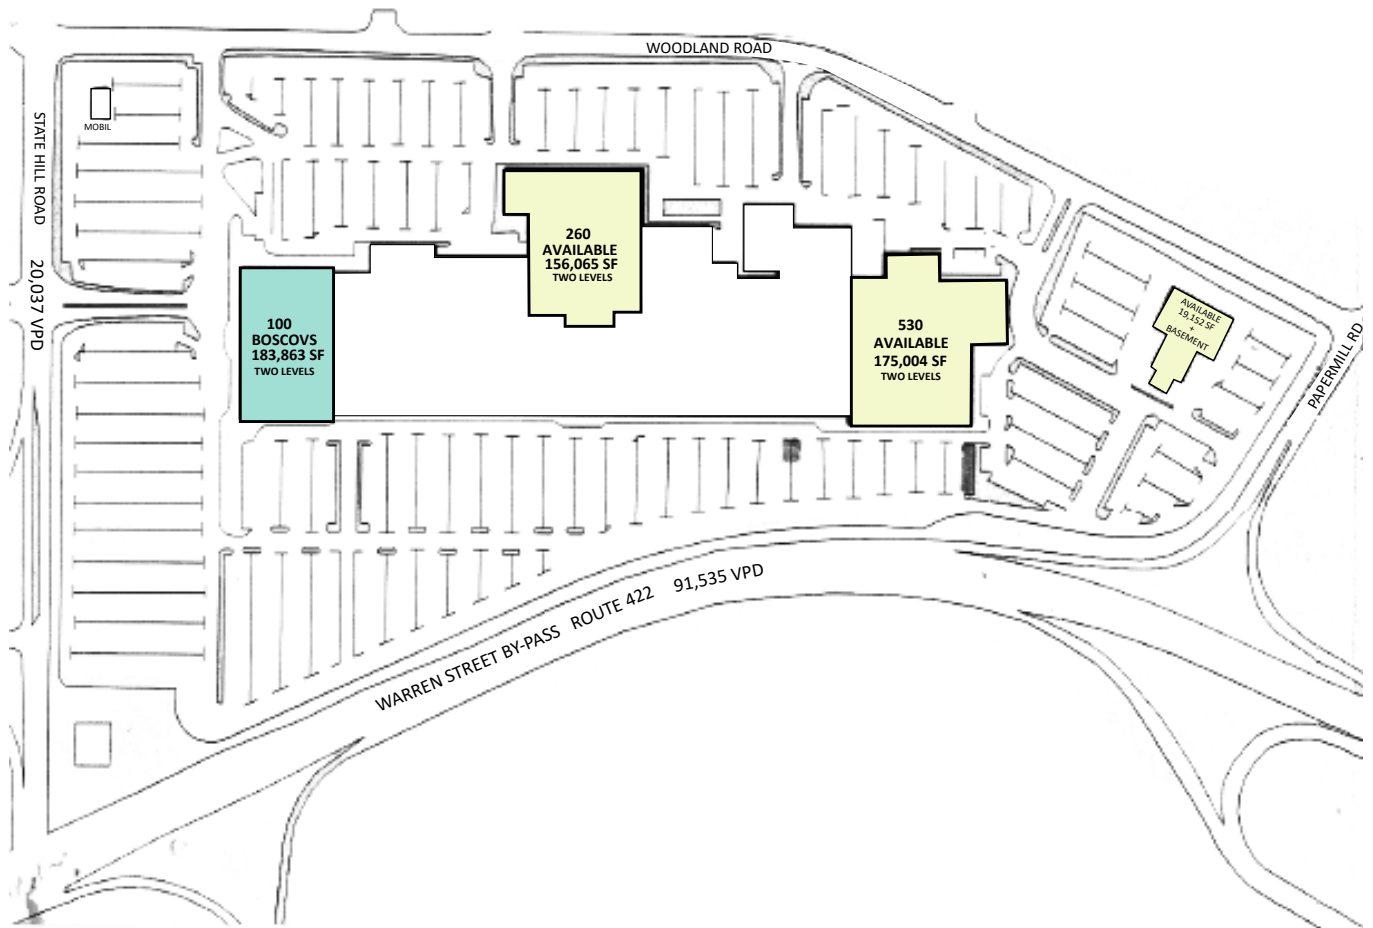 WOODLAND ROAD
MOBIL
STATE HILL ROAD 20,037 VPD
260
AVAILABLE
156,065 SF
TWO LEVELS
100
BOSCOVS
183,863 SF
TWO LEVELS
530
AVAILABLE
175,004 SF
TWO LEVELS
AVAILABLE
19,152 SF
+
BASEMENT
PAPERMILL RD
WARREN STREET BY-PASS ROUTE 422 91,535 VPD